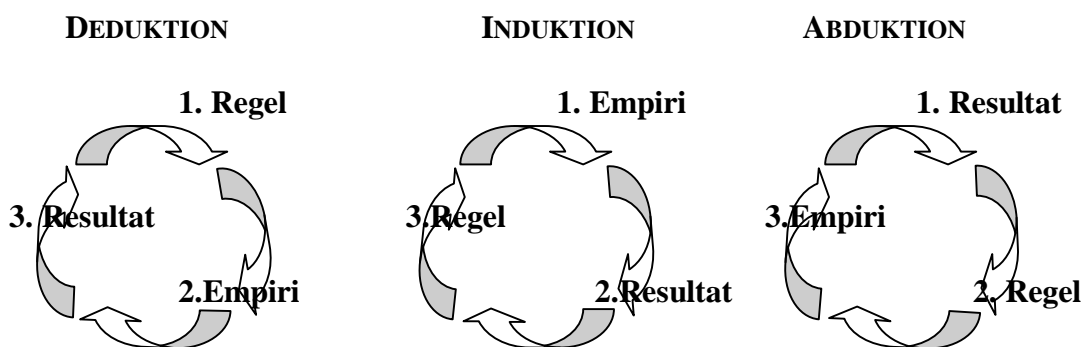 DEDUKTION INDUKTION ABDUKTION
1. Regel 1. Empiri 1. Resultat
3. Resultat 3.Regel 3.Empiri
2.Empiri 2.Resultat 2. Regel